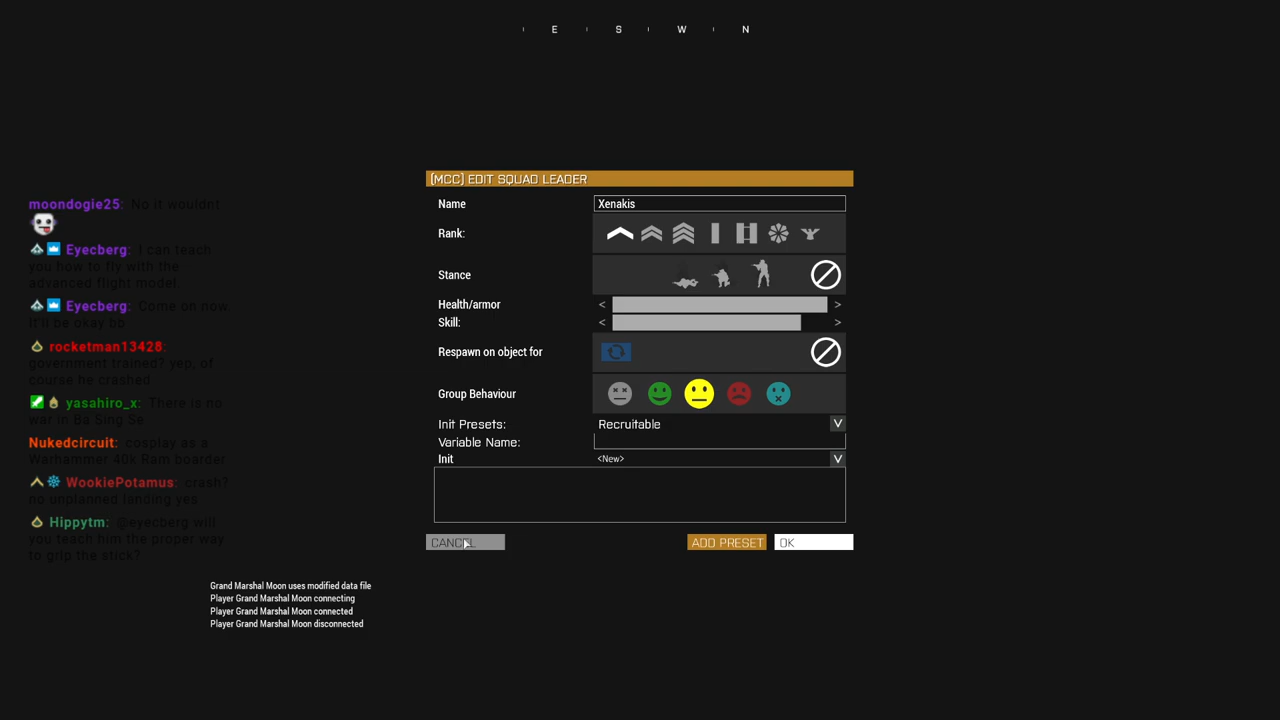 E S W N
[MCC] EDIT SQUAD LEADER
Name
Xenakis
Rank:
Stance
Health/armor
< >
Skill:
< >
Respawn on object for
Group Behaviour
Init Presets:
Recruitable
V
Variable Name:
Init
<New>
V
CANCEL
ADD PRESET
OK
moondogie25: No it wouldnt
Eyecberg: I can teach
you how to fly with the
advanced flight model
Eyecberg: Come on now
it'll be okay bb
rocketman13428:
government trained? yep, of
course he crashed
yasahiro_x: There is no
war in Ba Sing Se
Nukedcircuit: cosplay as a
Warhammer 40k Ram boarder
WookiePotamus: crash?
no unplanned landing yes
Hippytm: @eyecberg will
you teach him the proper way
to grip the stick?
Grand Marshal Moon uses modified data file
Player Grand Marshal Moon connecting
Player Grand Marshal Moon connected
Player Grand Marshal Moon disconnected